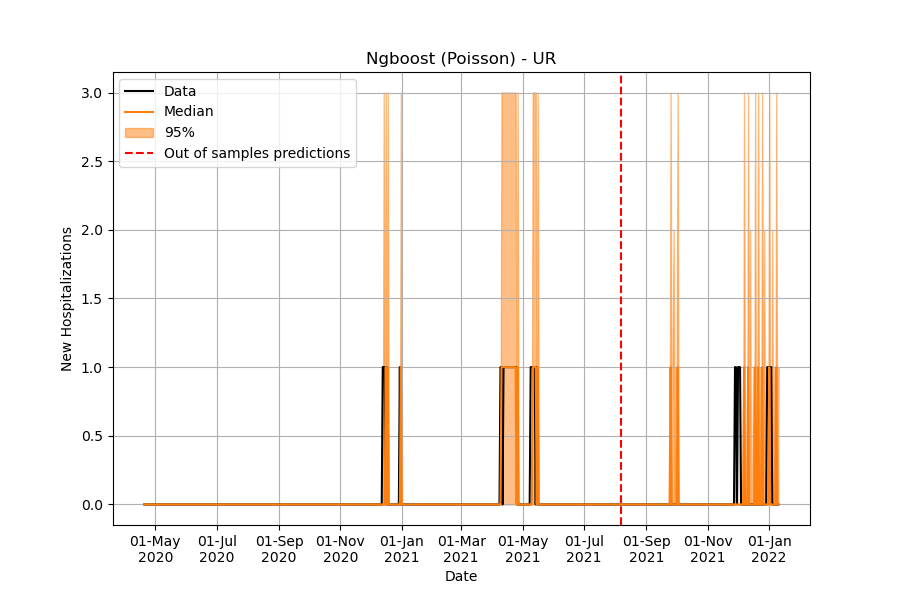 Ngboost (Poisson) - UR
Data
Median
95%
Out of samples predictions
3.0
2.5
2.0
1.5
1.0
0.5
0.0
New Hospitalizations
01-May
2020
01-Jul
2020
01-Sep
2020
01-Nov
2020
01-Jan
2021
01-Mar
2021
01-May
2021
01-Jul
2021
01-Sep
2021
01-Nov
2021
01-Jan
2022
Date